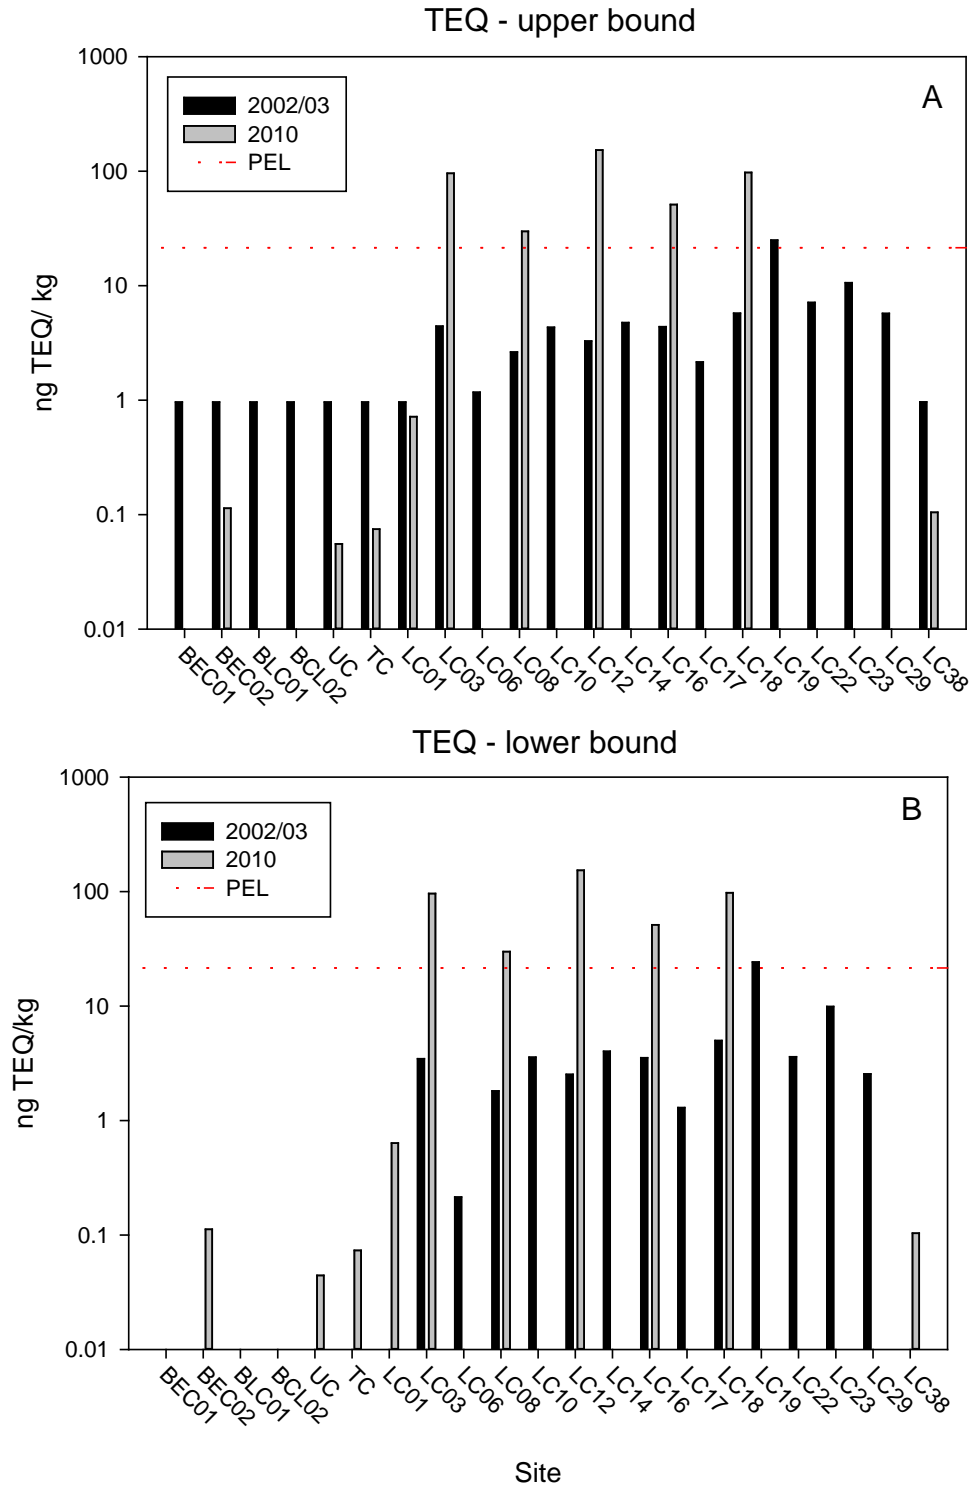 TEQ - upper bound
1000
A
2002/03
2010
PEL
100
10
1
0.1
0.01
ng TEQ/ kg
BEC01
BEC02
BLC01
BCL02
UC
TC
LC01
LC03
LC06
LC08
LC10
LC12
LC14
LC16
LC17
LC18
LC19
LC22
LC23
LC29
LC38
TEQ - lower bound
1000
B
2002/03
2010
PEL
100
10
1
0.1
0.01
ng TEQ/kg
BEC01
BEC02
BLC01
BCL02
UC
TC
LC01
LC03
LC06
LC08
LC10
LC12
LC14
LC16
LC17
LC18
LC19
LC22
LC23
LC29
LC38
Site